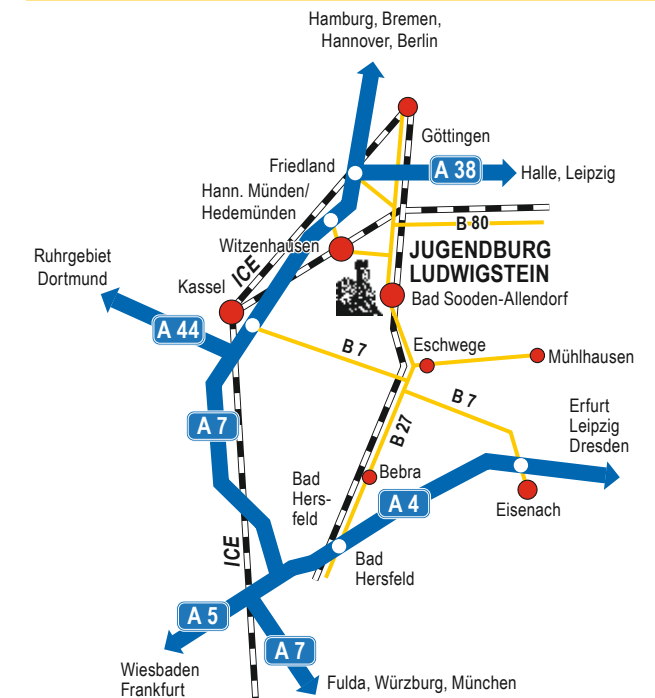 Hamburg, Bremen,
Hannover, Berlin
Göttingen
Friedland
A 38
Halle, Leipzig
Hann. Münden/
Hedemünden
B 80
Witzenhausen
JUGENDBURG
LUDWIGSTEIN
Ruhrgebiet
Dortmund
ICE
Kassel
Bad Sooden-Allendorf
A 44
B 7
Eschwege
Mühlhausen
B 7
A 7
B 27
Erfurt
Leipzig
Dresden
Bebra
Bad
Hers-
feld
A 4
Eisenach
ICE
Bad
Hersfeld
A 5
A 7
Wiesbaden
Frankfurt
Fulda, Würzburg, München